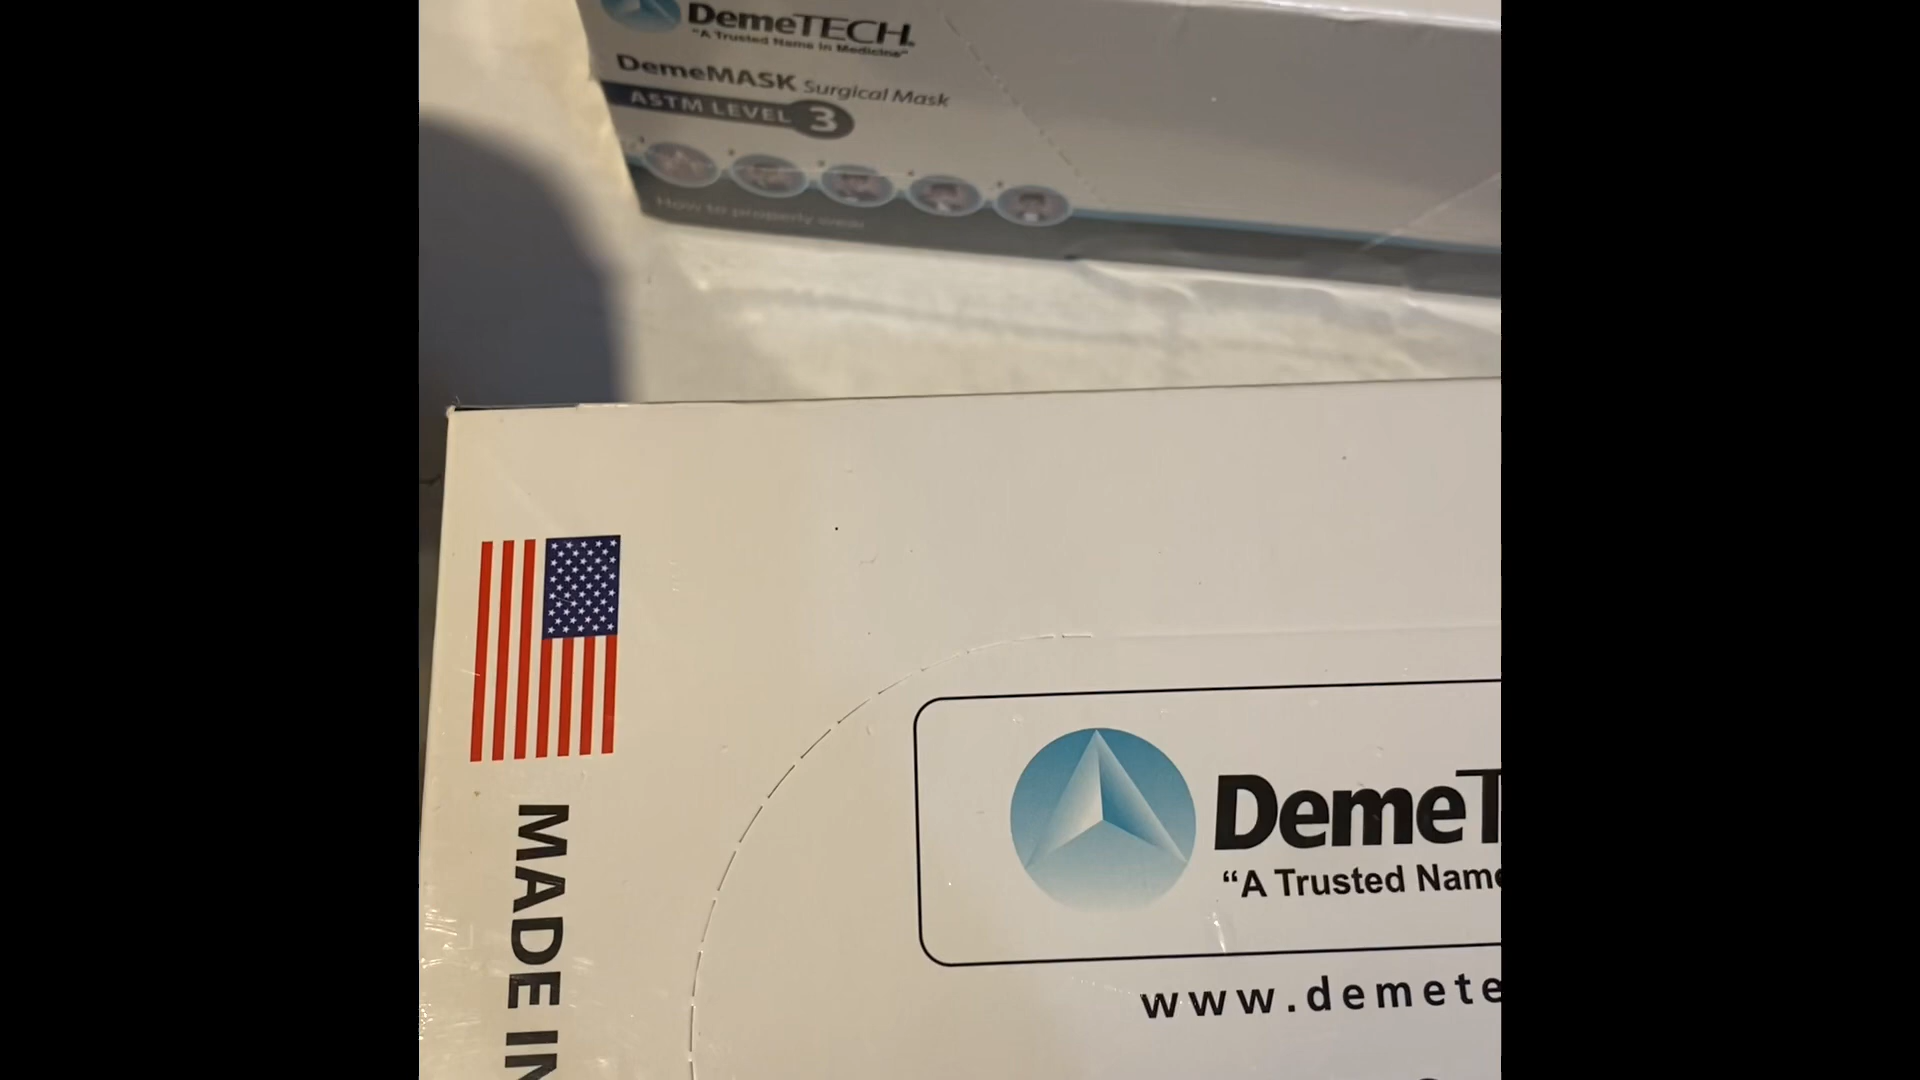 DemeTECH®
"A Trusted Name in Medicine"
DemeMASK Surgical Mask
ASTM LEVEL 3
How to properly wear
MADE IN
DemeT
"A Trusted Name
www.demete